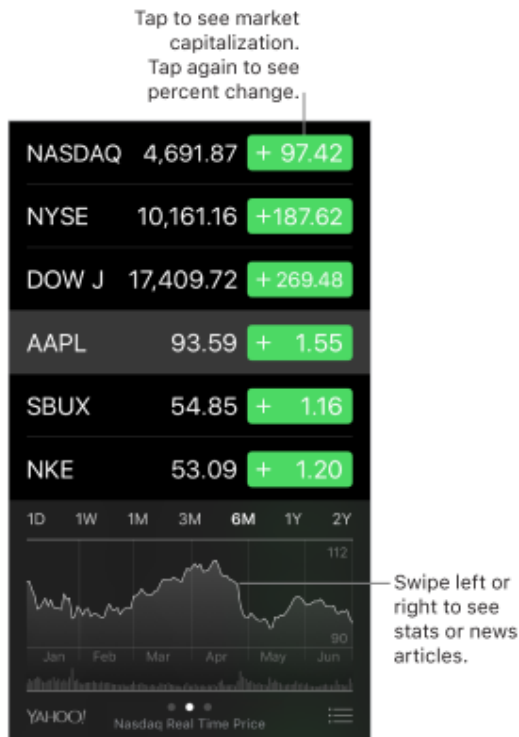 Tap to see market
capitalization.
Tap again to see
percent change.
NASDAQ 4,691.87 + 97.42
NYSE 10,161.16 +187.62
DOW J 17,409.72 + 269.48
AAPL 93.59 + 1.55
SBUX 54.85 + 1.16
NKE 53.09 + 1.20
1D 1W 1M 3M 6M 1Y 2Y
112
Swipe left or
right to see
stats or news
articles.
90
Jan Feb Mar Apr May Jun
YAHOO!
Nasdaq Real Time Price